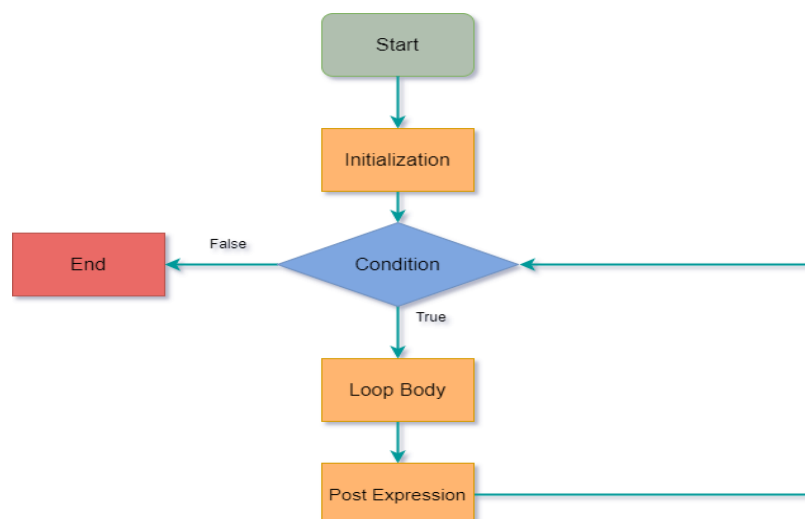 Start
Initialization
False
End
Condition
True
Loop Body
Post Expression